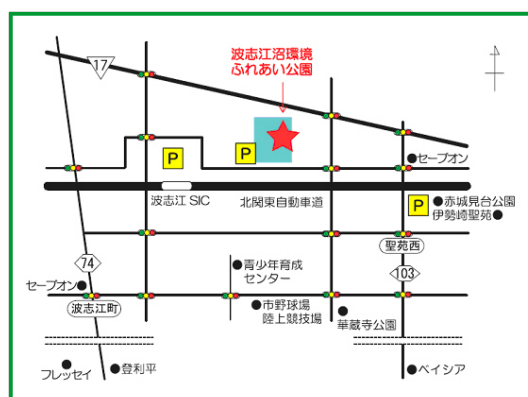 17
波志江沼環境
ふれあい公園
P
P
セーブオン
波志江 SIC
北関東自動車道
P
赤城見台公園
伊勢崎聖苑
聖苑西
74
青少年育成
センター
103
セーブオン
波志江町
市野球場
陸上競技場
華蔵寺公園
フレッセイ
登利平
ベイシア